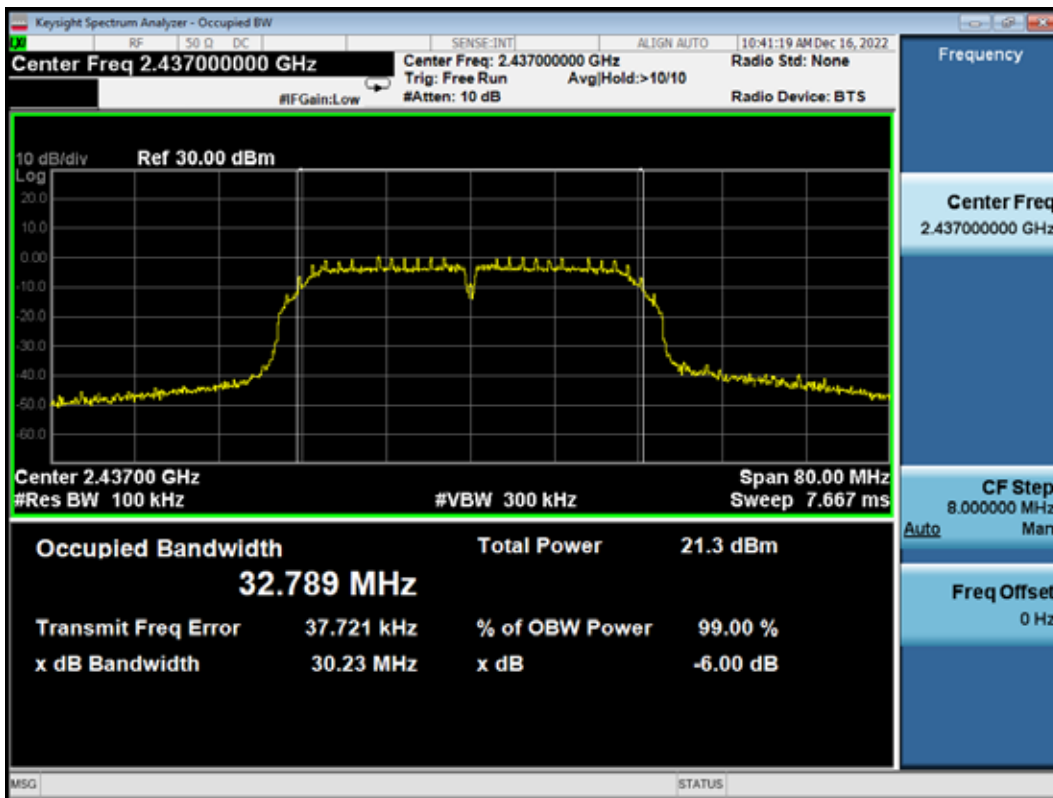 Keysight Spectrum Analyzer - Occupied BW
LXI RF 50 Ω DC SENSE:INT ALIGN AUTO 10:41:19 AM Dec 16, 2022
Center Freq 2.437000000 GHz
Center Freq: 2.437000000 GHz Radio Std: None
Trig: Free Run Avg|Hold:>10/10
#IFGain:Low #Atten: 10 dB Radio Device: BTS
10 dB/div Ref 30.00 dBm
Log
20.0
10.0
0.00
-10.0
-20.0
-30.0
-40.0
-50.0
-60.0
Center 2.43700 GHz Span 80.00 MHz
#Res BW 100 kHz #VBW 300 kHz Sweep 7.667 ms
Occupied Bandwidth Total Power 21.3 dBm
32.789 MHz
Transmit Freq Error 37.721 kHz % of OBW Power 99.00 %
x dB Bandwidth 30.23 MHz x dB -6.00 dB
MSG STATUS
Frequency
Center Freq
2.437000000 GHz
CF Step
8.000000 MHz
Auto Man
Freq Offset
0 Hz